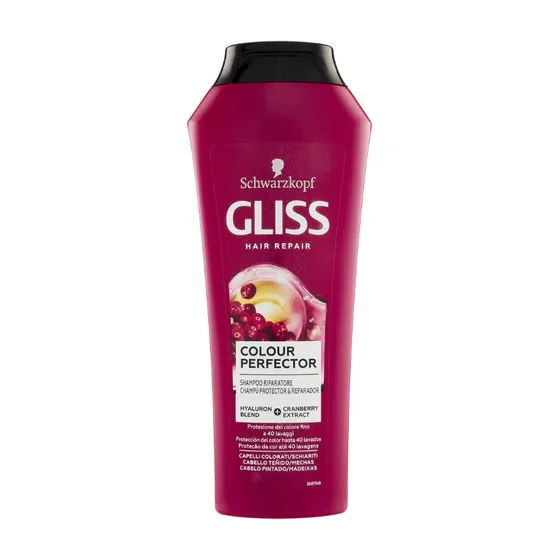 Schwarzkopf
GLISS
HAIR REPAIR
COLOUR
PERFECTOR
SHAMPOO RIPARATORE
CHAMPÚ PROTECTOR & REPARADOR
HYALURON + CRANBERRY
BLEND EXTRACT
Protezione del colore fino
a 40 lavaggi
Protección del color hasta 40 lavados
Proteção da cor até 40 lavagens
CAPELLI COLORATI/SCHIARITI
CABELLO TEÑIDO/MECHAS
CABELO PINTADO/MADEIXAS